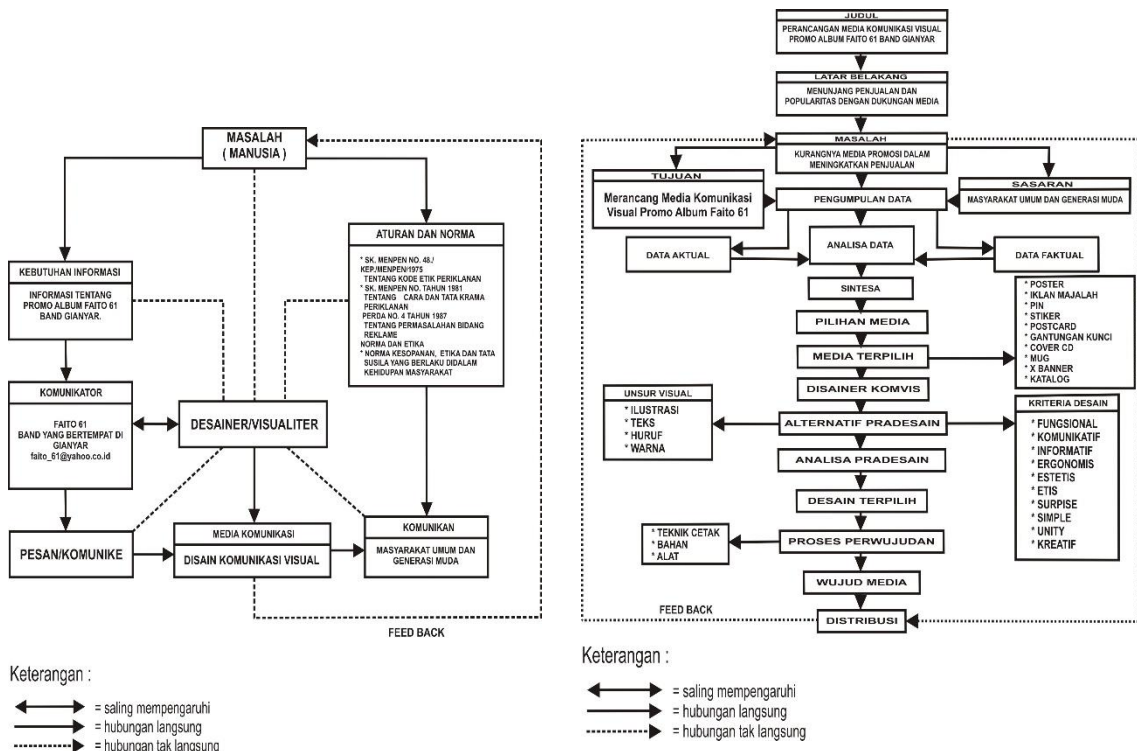 MASALAH
( MANUSIA )
KEBUTUHAN INFORMASI
INFORMASI TENTANG
PROMO ALBUM FAITO 61
BAND GIANYAR.
ATURAN DAN NORMA
* SK. MENPEN NO. 48./
KEP./MENPEN/1975
TENTANG KODE ETIK PERIKLANAN
* SK. MENPEN NO. TAHUN 1981
TENTANG CARA DAN TATA KRAMA
PERIKLANAN
PERDA NO. 4 TAHUN 1987
TENTANG PERMASALAHAN BIDANG
REKLAME
NORMA DAN ETIKA
* NORMA KESOPANAN, ETIKA DAN TATA
SUSILA YANG BERLAKU DIDALAM
KEHIDUPAN MASYARAKAT
KOMUNIKATOR
FAITO 61
BAND YANG BERTEMPAT DI
GIANYAR
faito_61@yahoo.co.id
DESAINER/VISUALITER
PESAN/KOMUNIKE
MEDIA KOMUNIKASI
DISAIN KOMUNIKASI VISUAL
KOMUNIKAN
MASYARAKAT UMUM DAN
GENERASI MUDA
FEED BACK
Keterangan :
= saling mempengaruhi
= hubungan langsung
= hubungan tak langsung
JUDUL
PERANCANGAN MEDIA KOMUNIKASI VISUAL
PROMO ALBUM FAITO 61 BAND GIANYAR
LATAR BELAKANG
MENUNJANG PENJUALAN DAN
POPULARITAS DENGAN DUKUNGAN MEDIA
MASALAH
KURANGNYA MEDIA PROMOSI DALAM
MENINGKATKAN PENJUALAN
TUJUAN
Merancang Media Komunikasi
Visual Promo Album Faito 61
PENGUMPULAN DATA
SASARAN
MASYARAKAT UMUM DAN GENERASI MUDA
DATA AKTUAL
ANALISA DATA
DATA FAKTUAL
SINTESA
PILIHAN MEDIA
MEDIA TERPILIH
* POSTER
* IKLAN MAJALAH
* PIN
* STIKER
* POSTCARD
* GANTUNGAN KUNCI
* COVER CD
* MUG
* X BANNER
* KATALOG
DISAINER KOMVIS
UNSUR VISUAL
* ILUSTRASI
* TEKS
* HURUF
* WARNA
ALTERNATIF PRADESAIN
KRITERIA DESAIN
* FUNGSIONAL
* KOMUNIKATIF
* INFORMATIF
* ERGONOMIS
* ESTETIS
* ETIS
* SURPISE
* SIMPLE
* UNITY
* KREATIF
ANALISA PRADESAIN
DESAIN TERPILIH
* TEKNIK CETAK
* BAHAN
* ALAT
PROSES PERWUJUDAN
WUJUD MEDIA
FEED BACK
DISTRIBUSI
Keterangan :
= saling mempengaruhi
= hubungan langsung
= hubungan tak langsung